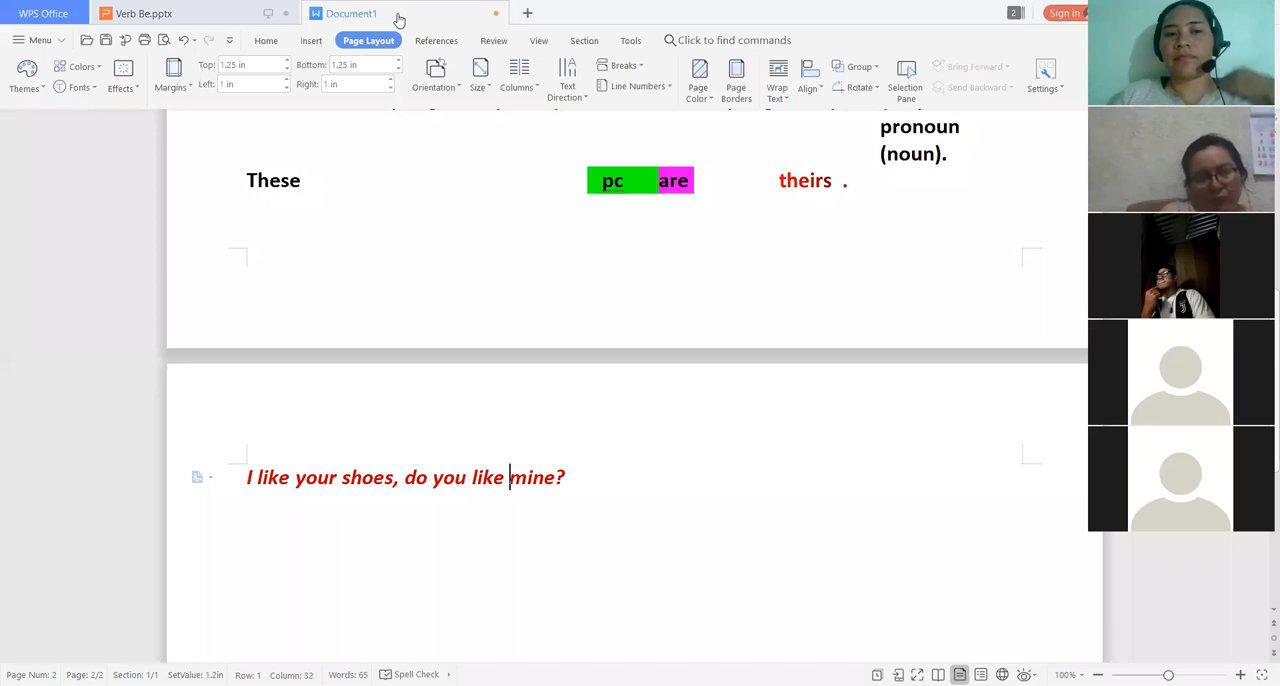 WPS Office Verb Be.pptx Document1 2 Sign in
Menu Home Insert Page Layout References Review View Section Tools Click to find commands
Themes Colors Fonts Effects Margins Top: 1.25 in Bottom: 1.25 in Left: 1 in Right: 1 in Orientation Size Columns Text Direction Breaks Line Numbers Page Color Page Borders Wrap Text Align Group Rotate Selection Pane Bring Forward Send Backward Settings
pronoun
(noun).
These pc are theirs .
I like your shoes, do you like mine?
Page Num: 2 Page: 2/2 Section: 1/1 SetValue: 1.2in Row: 1 Column: 32 Words: 65 Spell Check 100%